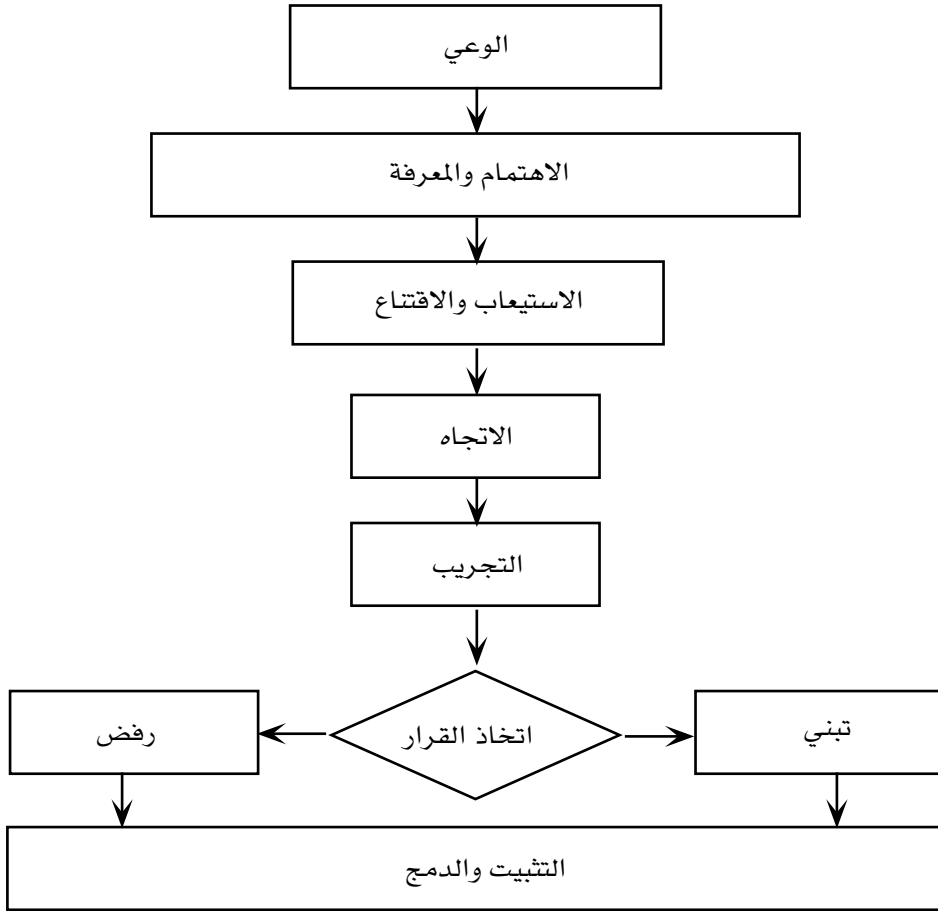 الوعي
الاهتمام والمعرفة
الاستيعاب والاقتناع
الاتجاه
التجريب
اتخاذ القرار
تبني
رفض
التثبيت والدمج